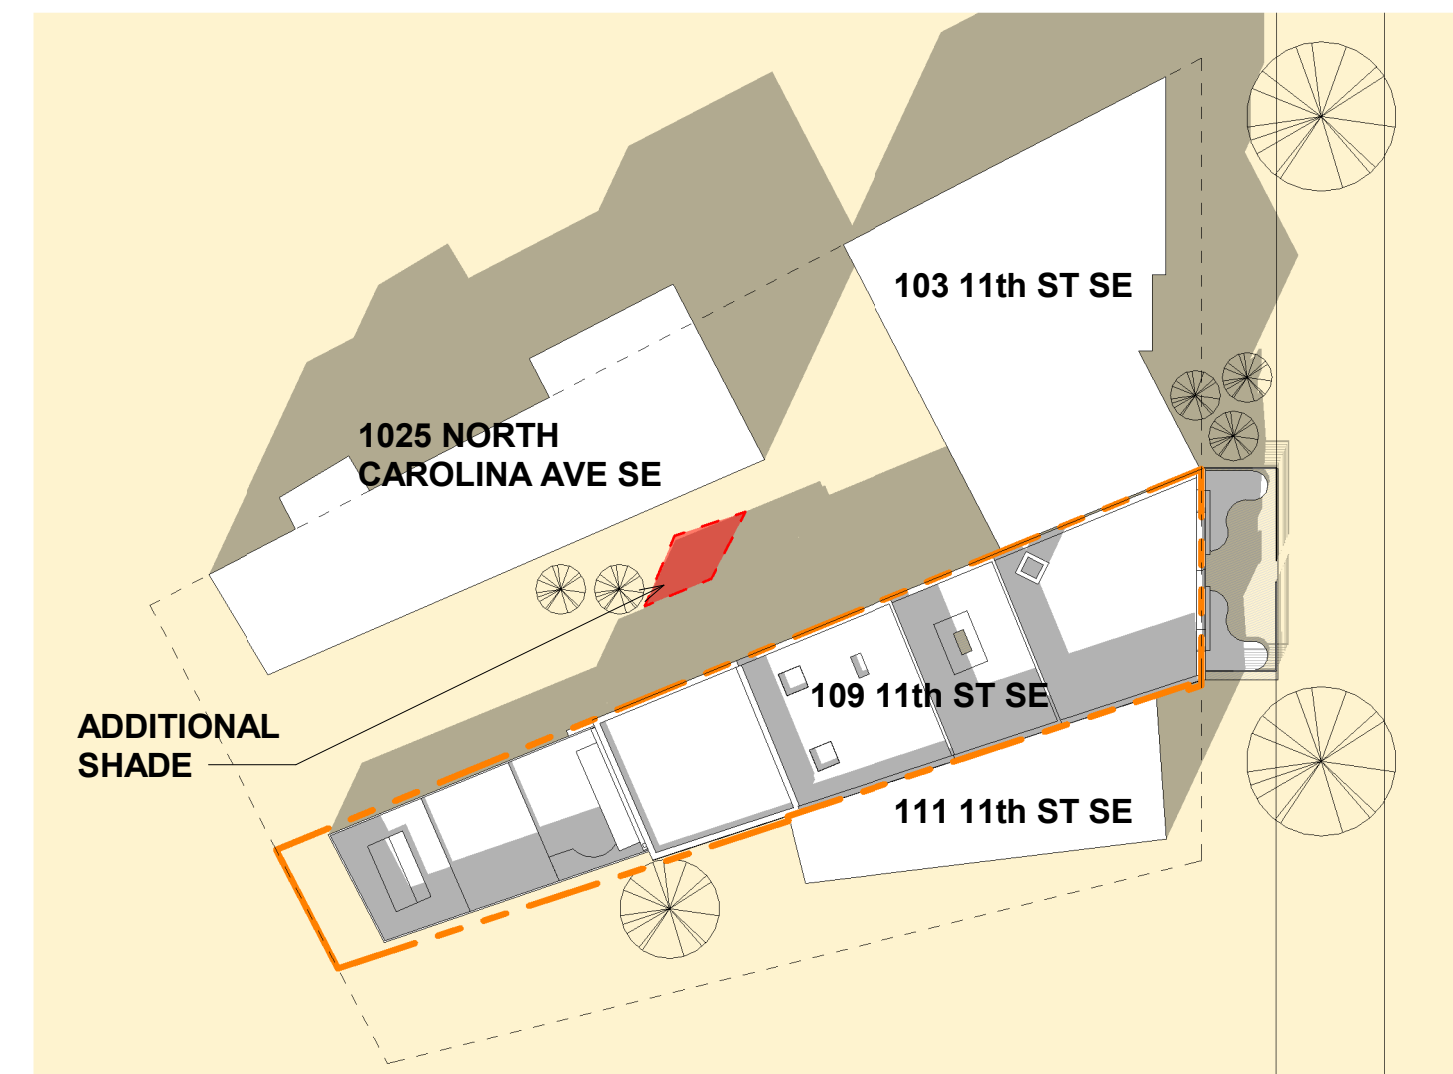 103 11th ST SE
1025 NORTH
CAROLINA AVE SE
109 11th ST SE
ADDITIONAL
SHADE
111 11th ST SE